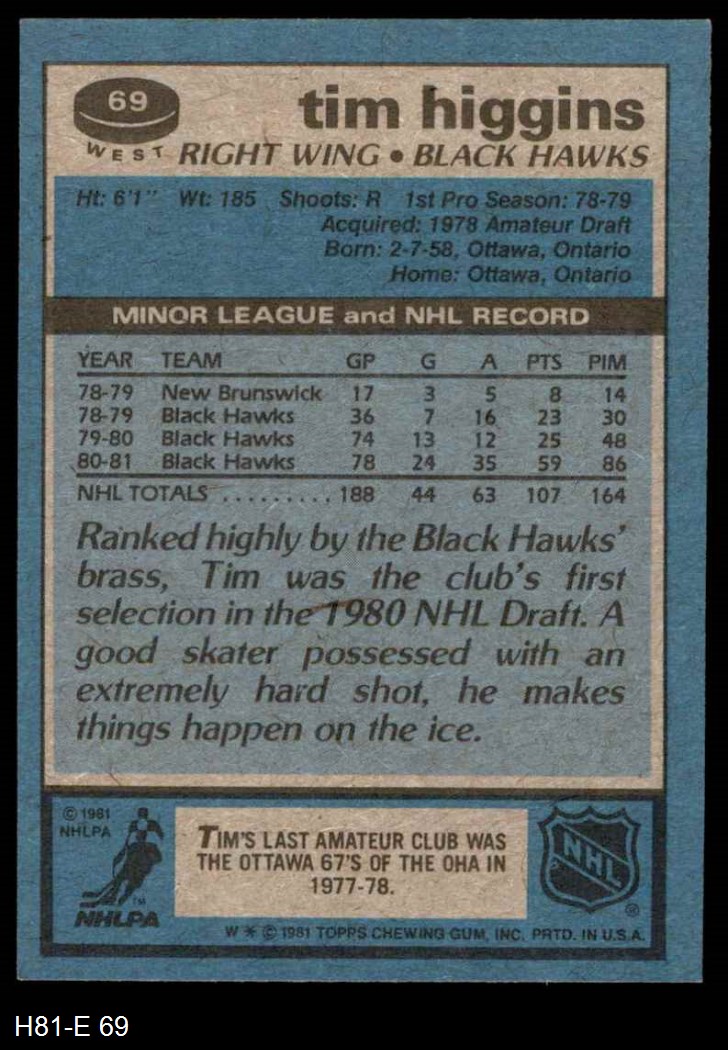 69
WEST
tim higgins
RIGHT WING • BLACK HAWKS
Ht: 6'1" Wt: 185 Shoots: R 1st Pro Season: 78-79
Acquired: 1978 Amateur Draft
Born: 2-7-58, Ottawa, Ontario
Home: Ottawa, Ontario
MINOR LEAGUE and NHL RECORD
YEAR TEAM GP G A PTS PIM
78-79 New Brunswick 17 3 5 8 14
78-79 Black Hawks 36 7 16 23 30
79-80 Black Hawks 74 13 12 25 48
80-81 Black Hawks 78 24 35 59 86
NHL TOTALS .......... 188 44 63 107 164
Ranked highly by the Black Hawks'
brass, Tim was the club's first
selection in the 1980 NHL Draft. A
good skater possessed with an
extremely hard shot, he makes
things happen on the ice.
© 1981
NHLPA
TM
NHLPA
TIM'S LAST AMATEUR CLUB WAS
THE OTTAWA 67'S OF THE OHA IN
1977-78.
NHL
®
W * © 1981 TOPPS CHEWING GUM, INC. PRTD. IN U.S.A.
H81-E 69